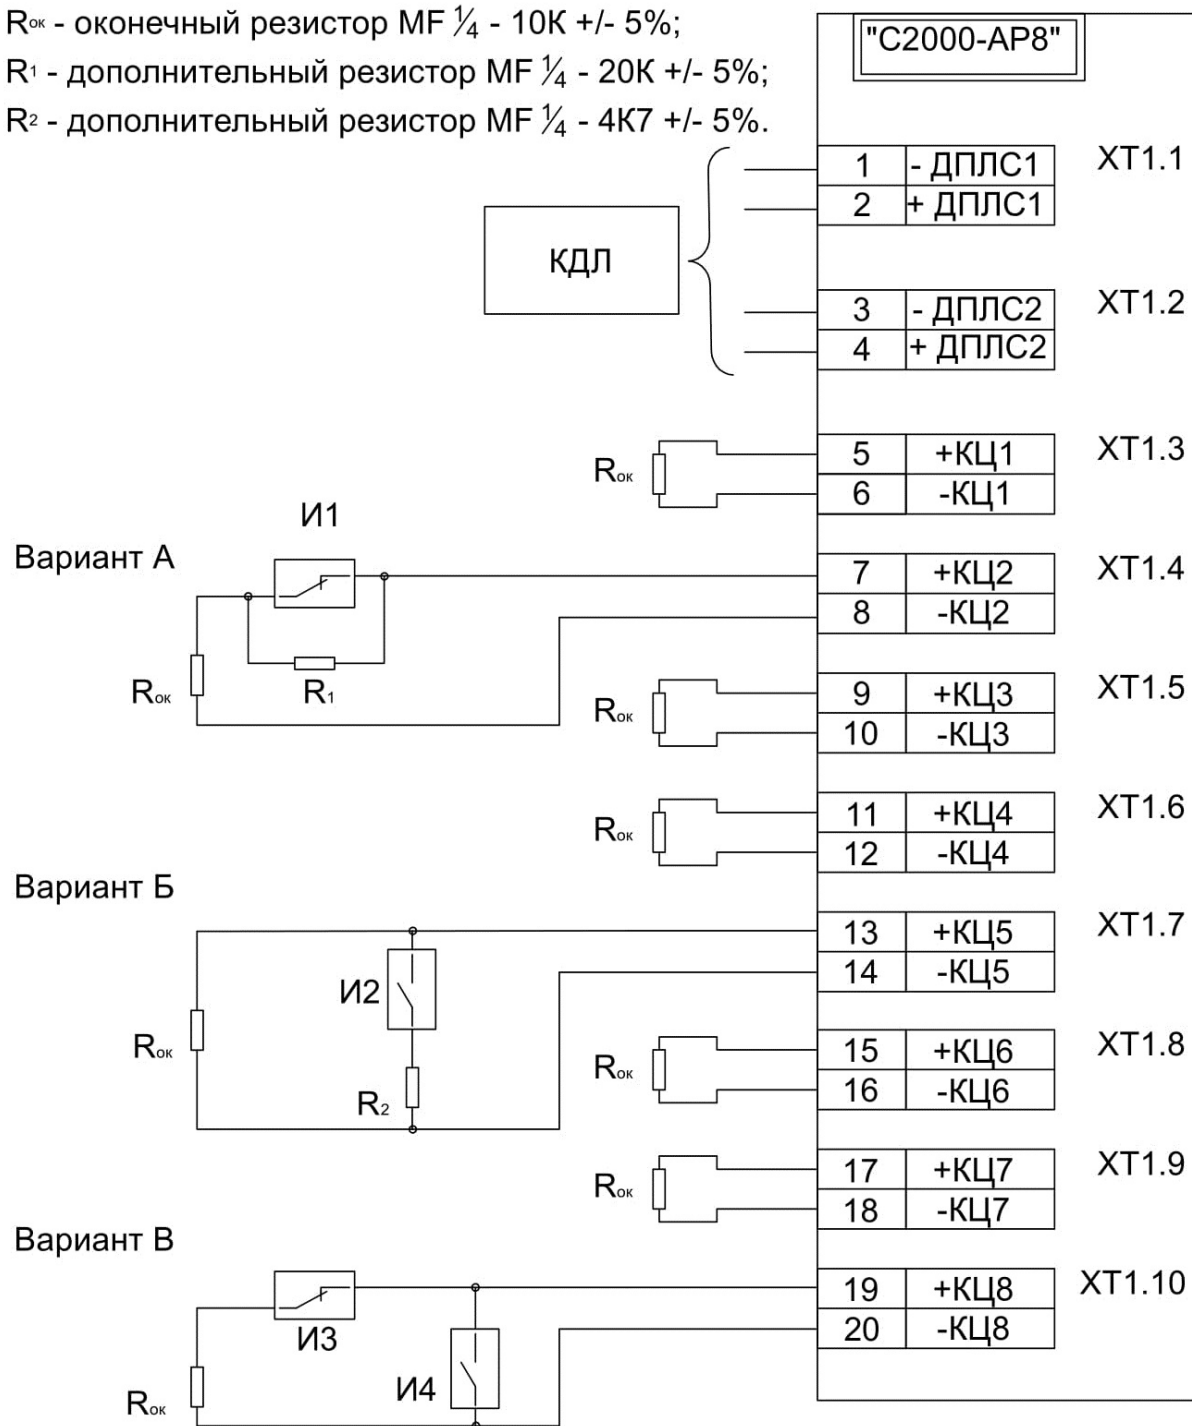 Rок - оконечный резистор MF ¼ - 10К +/- 5%;
R1 - дополнительный резистор MF ¼ - 20К +/- 5%;
R2 - дополнительный резистор MF ¼ - 4К7 +/- 5%.
"С2000-АР8"
1 - ДПЛС1 ХТ1.1
2 + ДПЛС1
КДЛ
3 - ДПЛС2 ХТ1.2
4 + ДПЛС2
Rок
5 +КЦ1 ХТ1.3
6 -КЦ1
И1
Вариант А
7 +КЦ2 ХТ1.4
8 -КЦ2
Rок
R1
Rок
9 +КЦ3 ХТ1.5
10 -КЦ3
Rок
11 +КЦ4 ХТ1.6
12 -КЦ4
Вариант Б
13 +КЦ5 ХТ1.7
14 -КЦ5
И2
Rок
R2
Rок
15 +КЦ6 ХТ1.8
16 -КЦ6
Rок
17 +КЦ7 ХТ1.9
18 -КЦ7
Вариант В
19 +КЦ8 ХТ1.10
20 -КЦ8
И3
И4
Rок